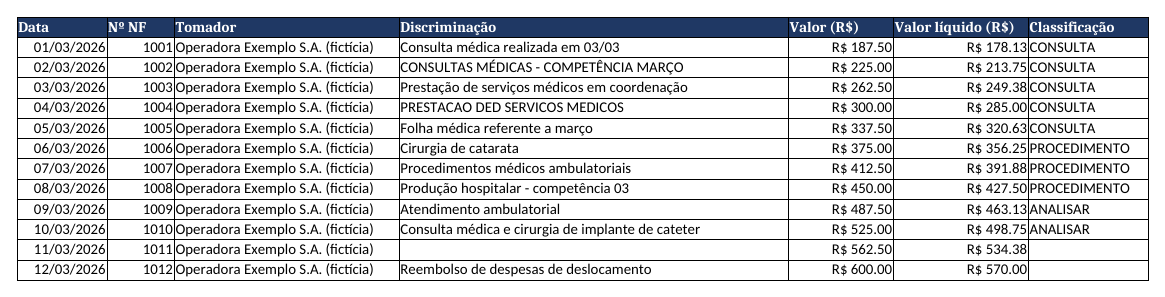 Data Nº NF Tomador Discriminação Valor (R$) Valor líquido (R$) Classificação
01/03/2026 1001 Operadora Exemplo S.A. (fictícia) Consulta médica realizada em 03/03 R$ 187.50 R$ 178.13 CONSULTA
02/03/2026 1002 Operadora Exemplo S.A. (fictícia) CONSULTAS MÉDICAS - COMPETÊNCIA MARÇO R$ 225.00 R$ 213.75 CONSULTA
03/03/2026 1003 Operadora Exemplo S.A. (fictícia) Prestação de serviços médicos em coordenação R$ 262.50 R$ 249.38 CONSULTA
04/03/2026 1004 Operadora Exemplo S.A. (fictícia) PRESTACAO DED SERVICOS MEDICOS R$ 300.00 R$ 285.00 CONSULTA
05/03/2026 1005 Operadora Exemplo S.A. (fictícia) Folha médica referente a março R$ 337.50 R$ 320.63 CONSULTA
06/03/2026 1006 Operadora Exemplo S.A. (fictícia) Cirurgia de catarata R$ 375.00 R$ 356.25 PROCEDIMENTO
07/03/2026 1007 Operadora Exemplo S.A. (fictícia) Procedimentos médicos ambulatoriais R$ 412.50 R$ 391.88 PROCEDIMENTO
08/03/2026 1008 Operadora Exemplo S.A. (fictícia) Produção hospitalar - competência 03 R$ 450.00 R$ 427.50 PROCEDIMENTO
09/03/2026 1009 Operadora Exemplo S.A. (fictícia) Atendimento ambulatorial R$ 487.50 R$ 463.13 ANALISAR
10/03/2026 1010 Operadora Exemplo S.A. (fictícia) Consulta médica e cirurgia de implante de cateter R$ 525.00 R$ 498.75 ANALISAR
11/03/2026 1011 Operadora Exemplo S.A. (fictícia) R$ 562.50 R$ 534.38
12/03/2026 1012 Operadora Exemplo S.A. (fictícia) Reembolso de despesas de deslocamento R$ 600.00 R$ 570.00